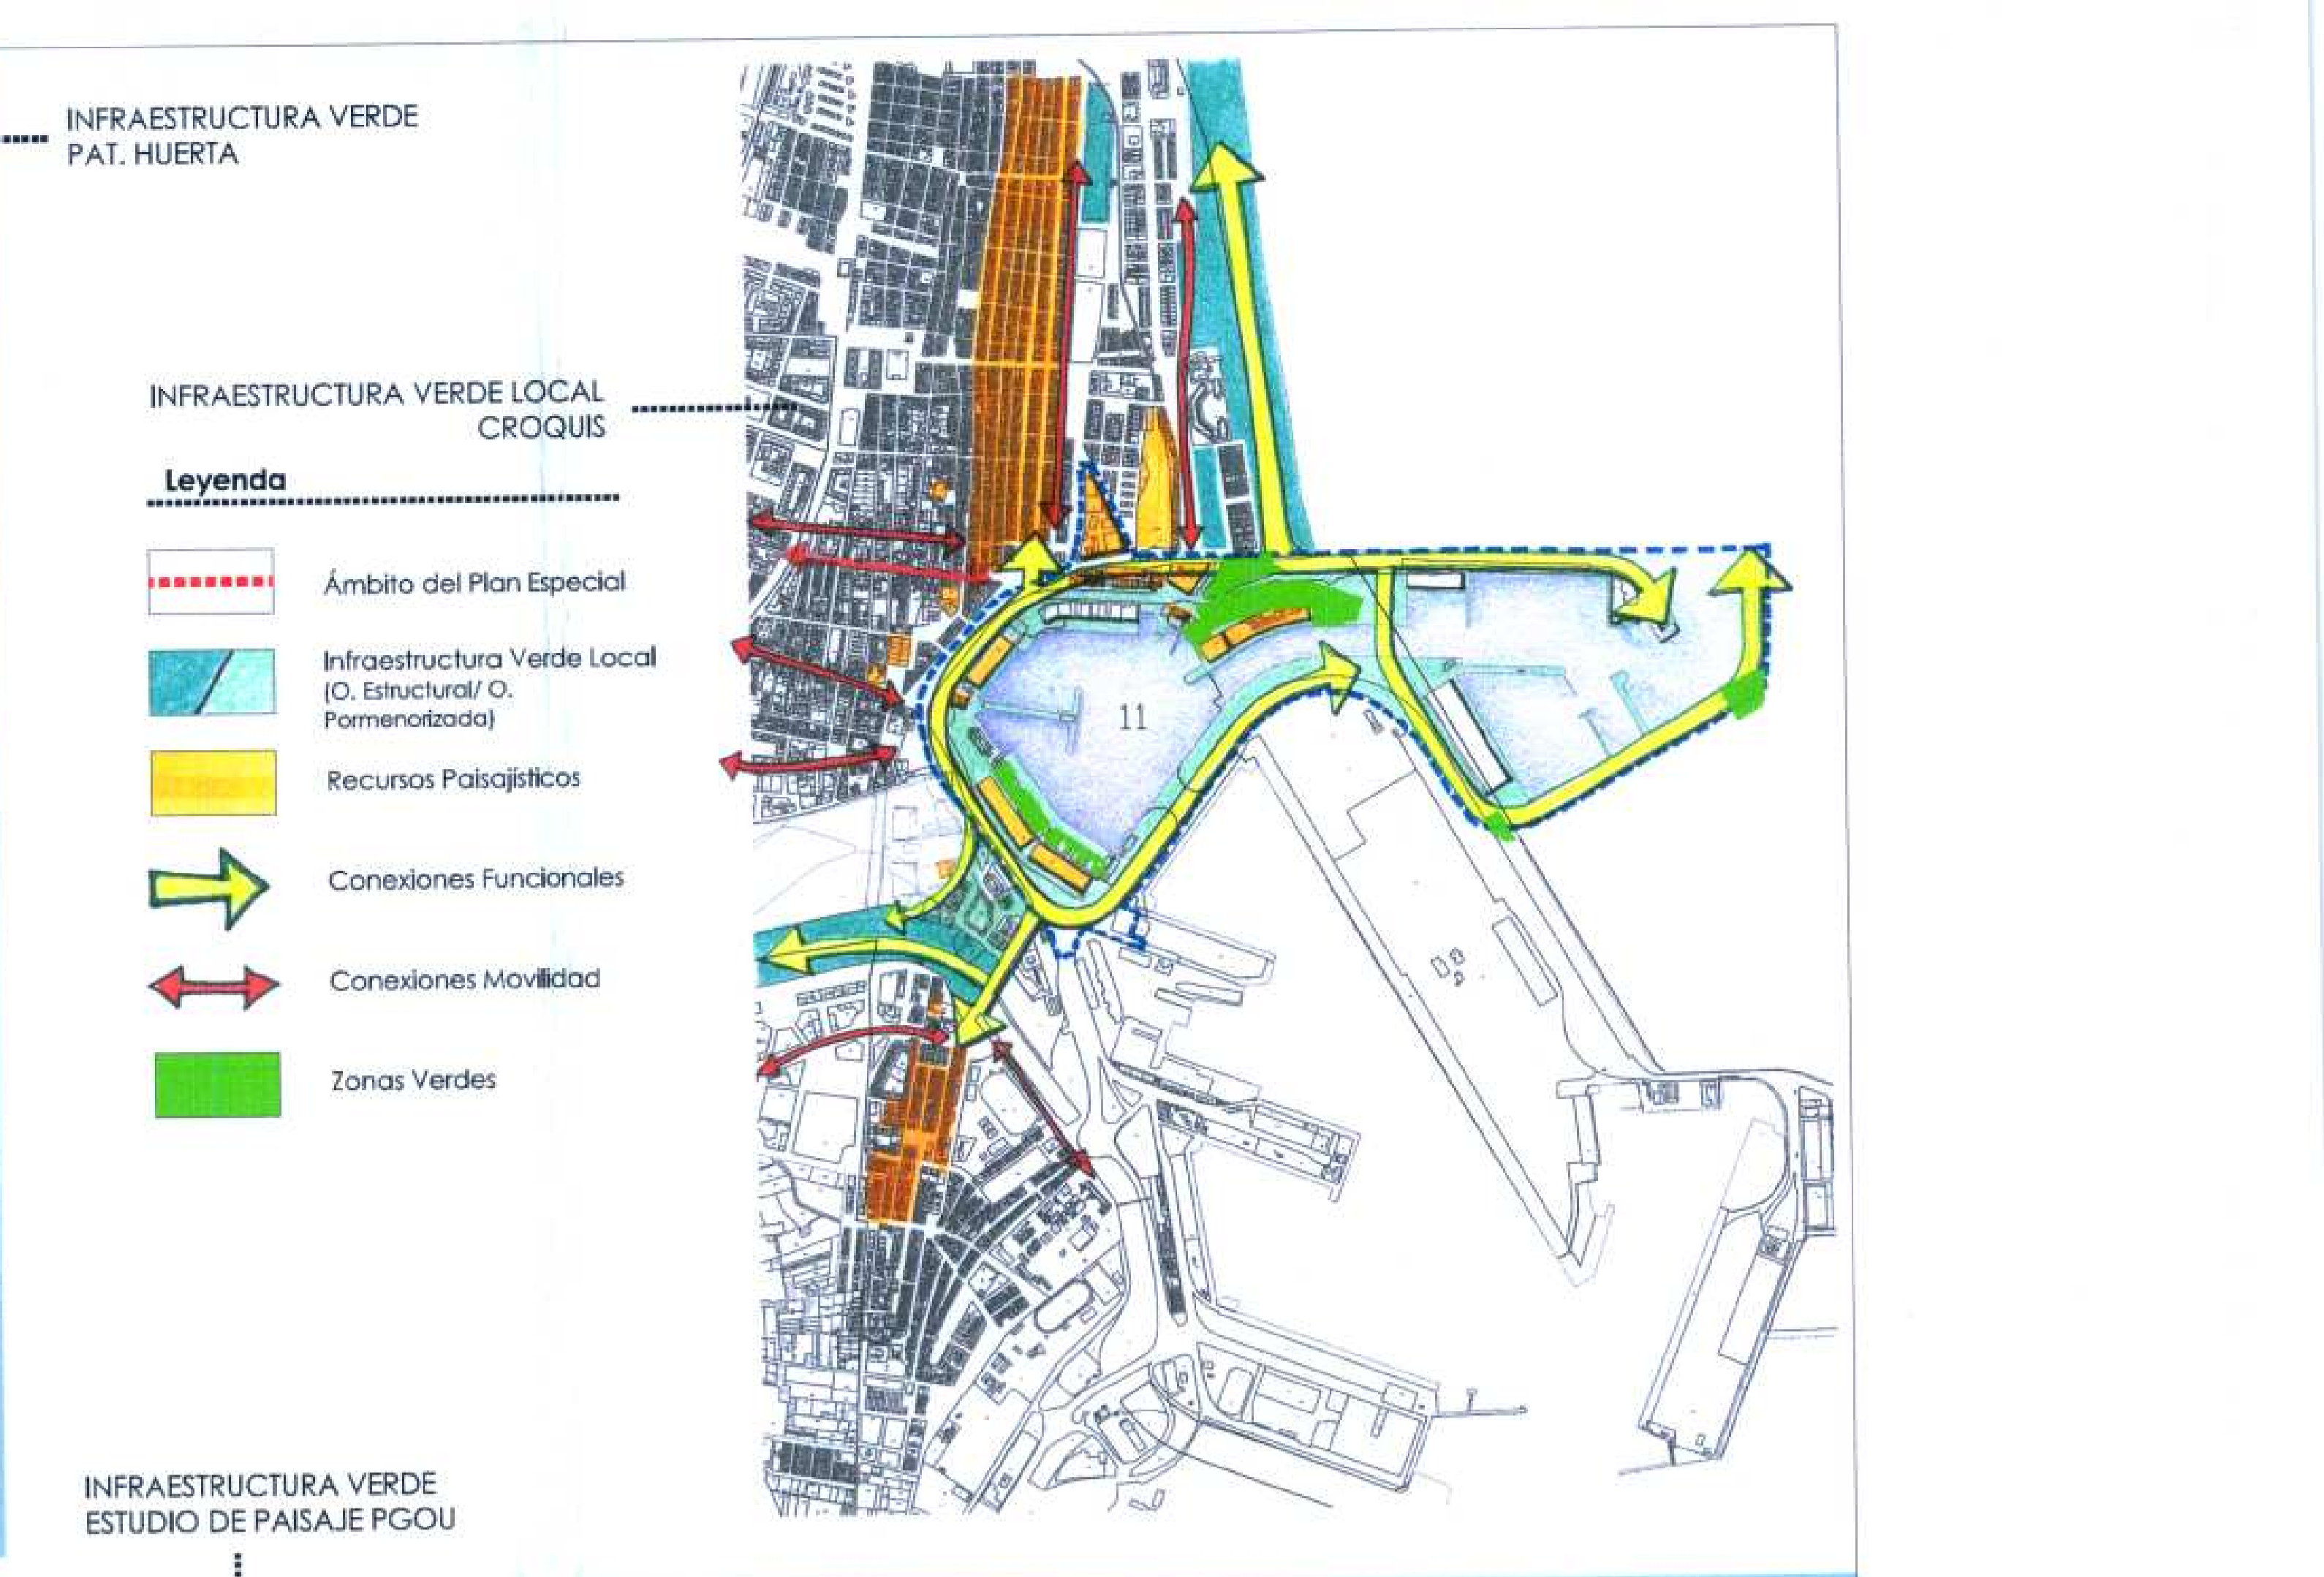 INFRAESTRUCTURA VERDE
PAT. HUERTA
INFRAESTRUCTURA VERDE LOCAL
CROQUIS
Leyenda
Ámbito del Plan Especial
Infraestructura Verde Local
(O. Estructural/ O.
Pormenorizada)
Recursos Paisajísticos
Conexiones Funcionales
Conexiones Movilidad
Zonas Verdes
11
INFRAESTRUCTURA VERDE
ESTUDIO DE PAISAJE PGOU